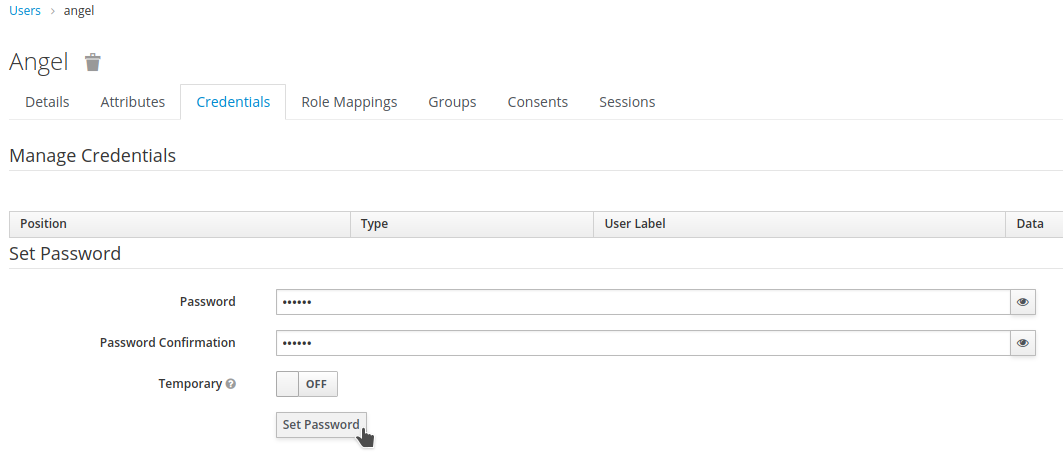 Users > angel
Angel
Details Attributes Credentials Role Mappings Groups Consents Sessions
Manage Credentials
Position Type User Label Data
Set Password
Password ••••••
Password Confirmation ••••••
Temporary ? OFF
Set Password